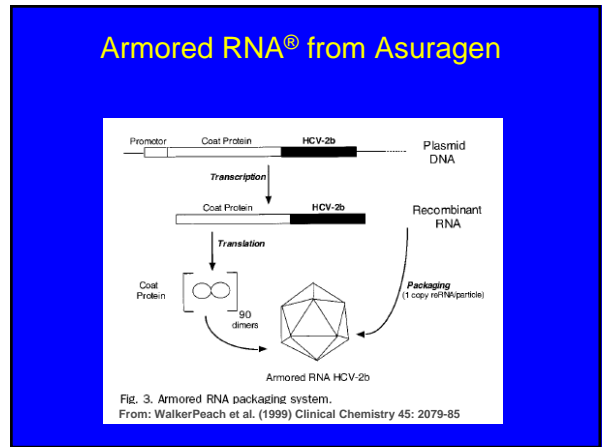 Armored RNA® from Asuragen
Promotor Coat Protein HCV-2b
Plasmid
DNA
Transcription
Coat Protein HCV-2b
Recombinant
RNA
Translation
Coat
Protein
90
dimers
Packaging
(1 copy reRNA/particle)
Armored RNA HCV-2b
Fig. 3. Armored RNA packaging system.
From: WalkerPeach et al. (1999) Clinical Chemistry 45: 2079-85